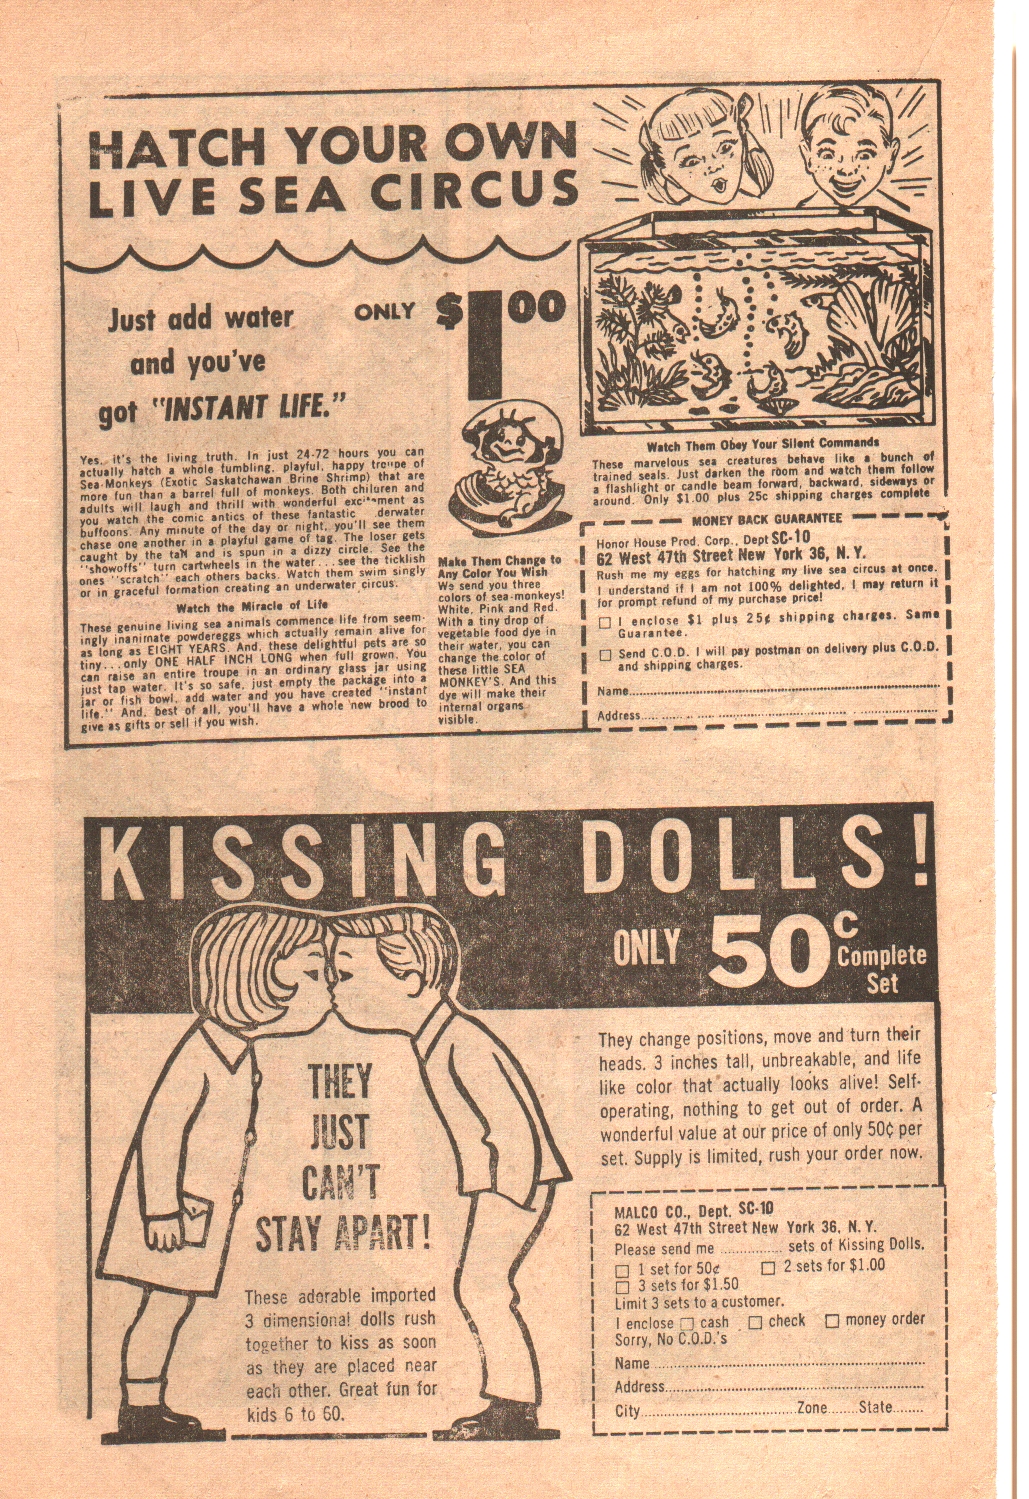 HATCH YOUR OWN
LIVE SEA CIRCUS
Just add water
and you've
got "INSTANT LIFE."
ONLY $1.00
Yes, it's the living truth. In just 24-72 hours you can
actually hatch a whole tumbling, playful, happy troupe of
Sea-Monkeys (Exotic Saskatchawan Brine Shrimp) that are
more fun than a barrel full of monkeys. Both children and
adults will laugh and thrill with wonderful excitement as
you watch the comic antics of these fantastic derwater
buffoons. Any minute of the day or night, you'll see them
chase one another in a playful game of tag. The loser gets
caught by the tail and is spun in a dizzy circle. See the
"showoffs" turn cartwheels in the water... see the ticklish
ones "scratch" each others backs. Watch them swim singly
or in graceful formation creating an underwater circus.
Watch the Miracle of Life
These genuine living sea animals commence life from seem-
ingly inanimate powdereggs which actually remain alive for
as long as EIGHT YEARS. And, these delightful pets are so
tiny...only ONE HALF INCH LONG when full grown. You
can raise an entire troupe in an ordinary glass jar using
just tap water. It's so safe, just empty the package into a
jar or fish bowl, add water and you have created "instant
life." And, best of all, you'll have a whole new brood to
give as gifts or sell if you wish.
Make Them Change to
Any Color You Wish
We send you three
colors of sea-monkeys!
White, Pink and Red.
With a tiny drop of
vegetable food dye in
their water, you can
change the color of
these little SEA
MONKEY'S. And this
dye will make their
internal organs
visible.
Watch Them Obey Your Silent Commands
These marvelous sea creatures behave like a bunch of
trained seals. Just darken the room and watch them follow
a flashlight or candle beam forward, backward, sideways or
around. Only $1.00 plus 25c shipping charges complete
MONEY BACK GUARANTEE
Honor House Prod. Corp., Dept SC-10
62 West 47th Street New York 36, N.Y.
Rush me my eggs for hatching my live sea circus at once.
I understand if I am not 100% delighted, I may return it
for prompt refund of my purchase price!
I enclose $1 plus 25¢ shipping charges. Same
Guarantee.
Send C.O.D. I will pay postman on delivery plus C.O.D.
and shipping charges.
Name
Address
KISSING DOLLS!
ONLY 50¢
Complete
Set
THEY
JUST
CAN'T
STAY APART!
These adorable imported
3 dimensional dolls rush
together to kiss as soon
as they are placed near
each other. Great fun for
kids 6 to 60.
They change positions, move and turn their
heads. 3 inches tall, unbreakable, and life
like color that actually looks alive! Self-
operating, nothing to get out of order. A
wonderful value at our price of only 50¢ per
set. Supply is limited, rush your order now.
MALCO CO., Dept. SC-10
62 West 47th Street New York 36, N.Y.
Please send me ............... sets of Kissing Dolls.
1 set for 50¢ 2 sets for $1.00
3 sets for $1.50
Limit 3 sets to a customer.
I enclose cash check money order
Sorry, No C.O.D.'s
Name
Address
City Zone State